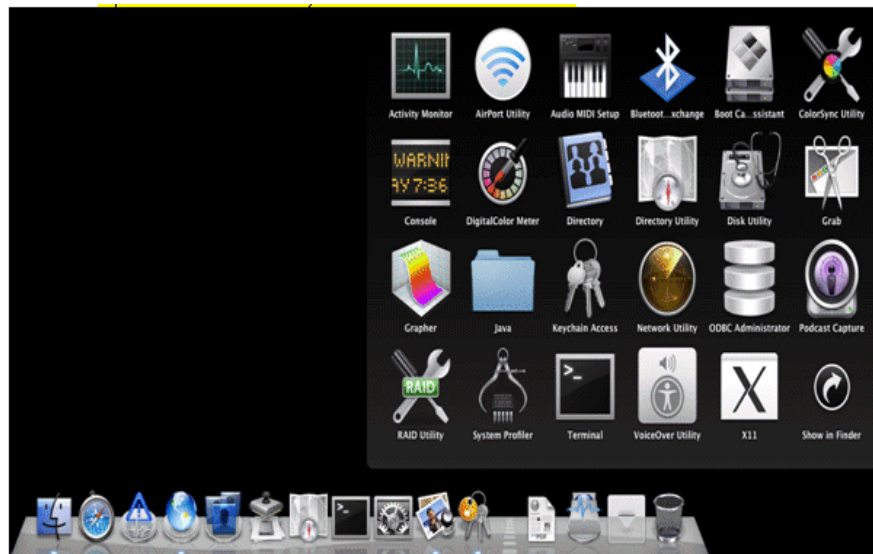 Activity Monitor AirPort Utility Audio MIDI Setup Bluetoot...xchange Boot Ca...ssistant ColorSync Utility
WARNIN
AY 7:36
Console DigitalColor Meter Directory Directory Utility Disk Utility Grab
Grapher Java Keychain Access Network Utility ODBC Administrator Podcast Capture
RAID
RAID Utility System Profiler Terminal VoiceOver Utility X11 Show in Finder